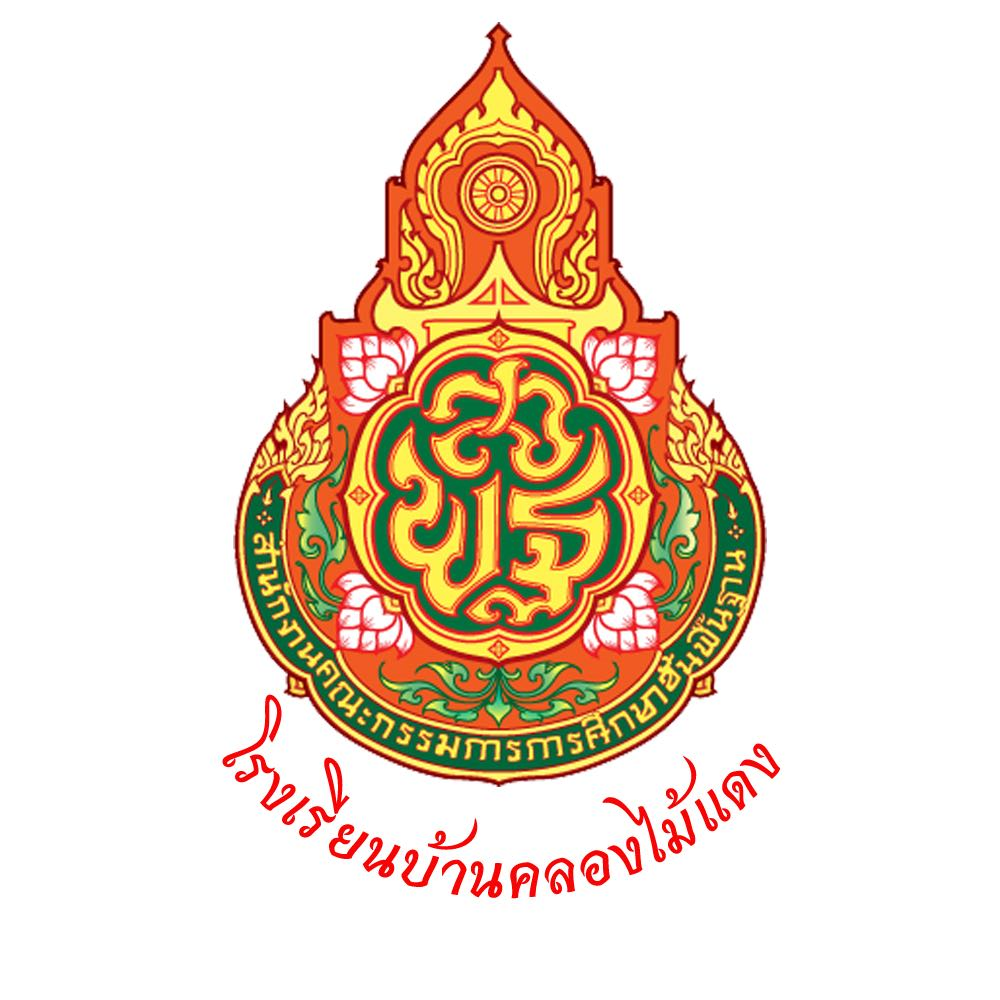 สพฐ
สำนักงานคณะกรรมการการศึกษาขั้นพื้นฐาน
โรงเรียนบ้านคลองไม้แดง